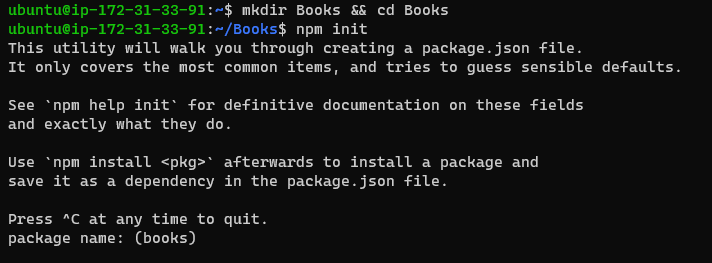 ubuntu@ip-172-31-33-91:~$ mkdir Books && cd Books
ubuntu@ip-172-31-33-91:~/Books$ npm init
This utility will walk you through creating a package.json file.
It only covers the most common items, and tries to guess sensible defaults.
See `npm help init` for definitive documentation on these fields
and exactly what they do.
Use `npm install <pkg>` afterwards to install a package and
save it as a dependency in the package.json file.
Press ^C at any time to quit.
package name: (books)